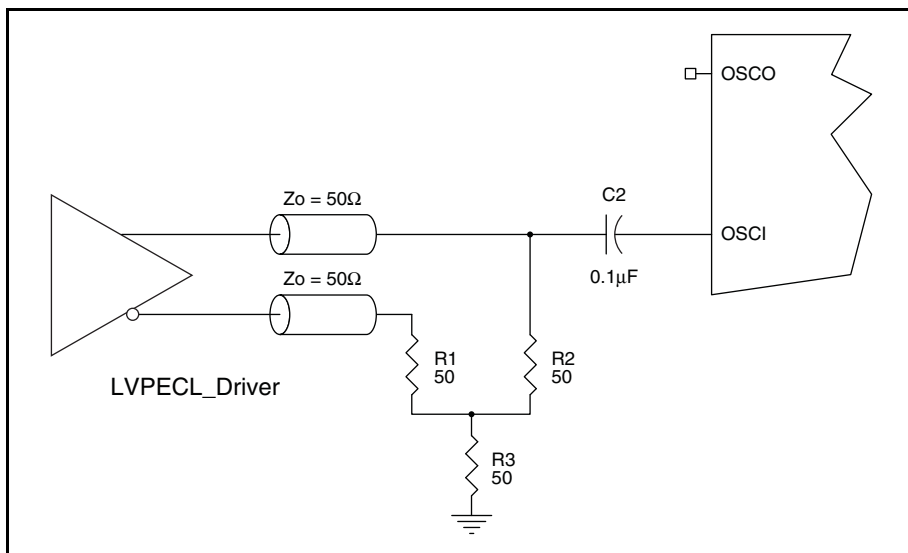 OSCO
Zo = 50Ω
C2
OSCI
Zo = 50Ω
0.1µF
R1
50
R2
50
LVPECL_Driver
R3
50